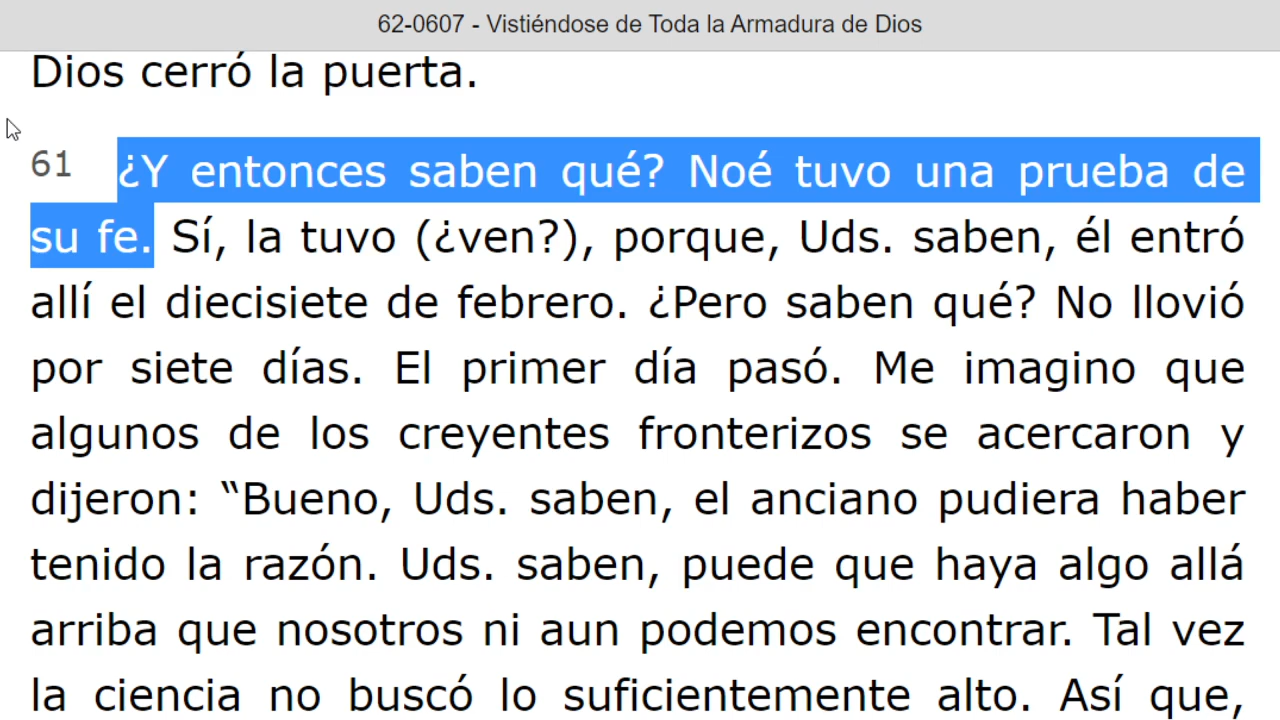 62-0607 - Vistiéndose de Toda la Armadura de Dios
Dios cerró la puerta.
61 ¿Y entonces saben qué? Noé tuvo una prueba de
su fe. Sí, la tuvo (¿ven?), porque, Uds. saben, él entró
allí el diecisiete de febrero. ¿Pero saben qué? No llovió
por siete días. El primer día pasó. Me imagino que
algunos de los creyentes fronterizos se acercaron y
dijeron: “Bueno, Uds. saben, el anciano pudiera haber
tenido la razón. Uds. saben, puede que haya algo allá
arriba que nosotros ni aun podemos encontrar. Tal vez
la ciencia no buscó lo suficientemente alto. Así que,